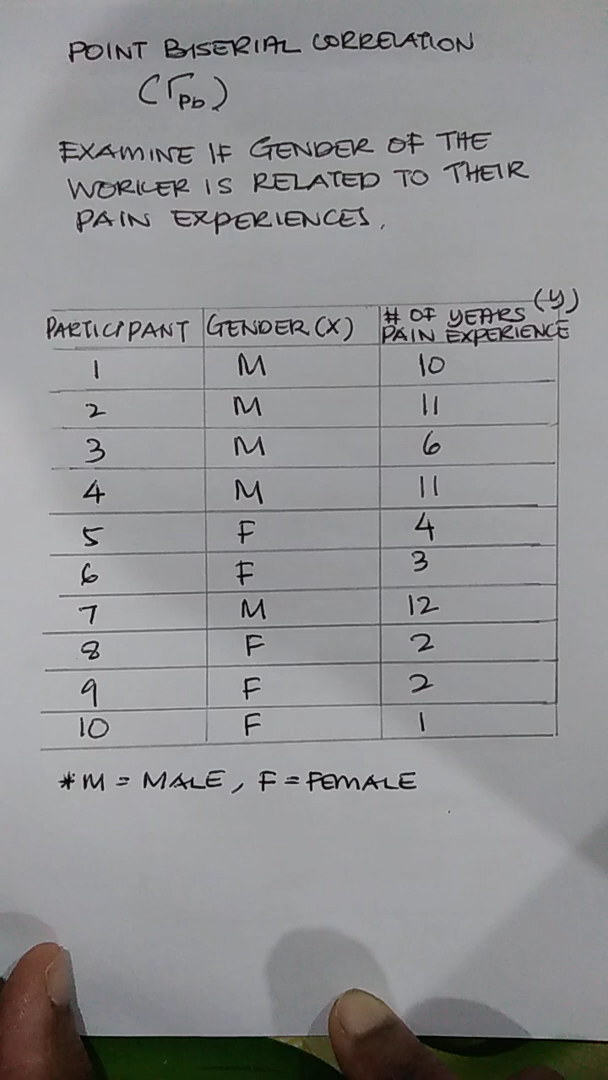 POINT BISERIAL CORRELATION
(rpb)
EXAMINE IF GENDER OF THE
WORKER IS RELATED TO THEIR
PAIN EXPERIENCES.
PARTICIPANT GENDER (X) # OF YEARS PAIN EXPERIENCE (Y)
1 M 10
2 M 11
3 M 6
4 M 11
5 F 4
6 F 3
7 M 12
8 F 2
9 F 2
10 F 1
* M = MALE, F = FEMALE